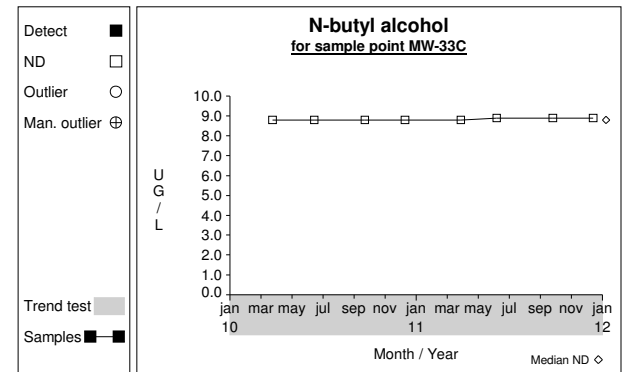 Detect
ND
Outlier
Man. outlier
Trend test
Samples
N-butyl alcohol
for sample point MW-33C
U
G
/
L
10.0
9.0
8.0
7.0
6.0
5.0
4.0
3.0
2.0
1.0
0.0
jan mar may jul sep nov jan mar may jul sep nov jan
10 11 12
Month / Year
Median ND